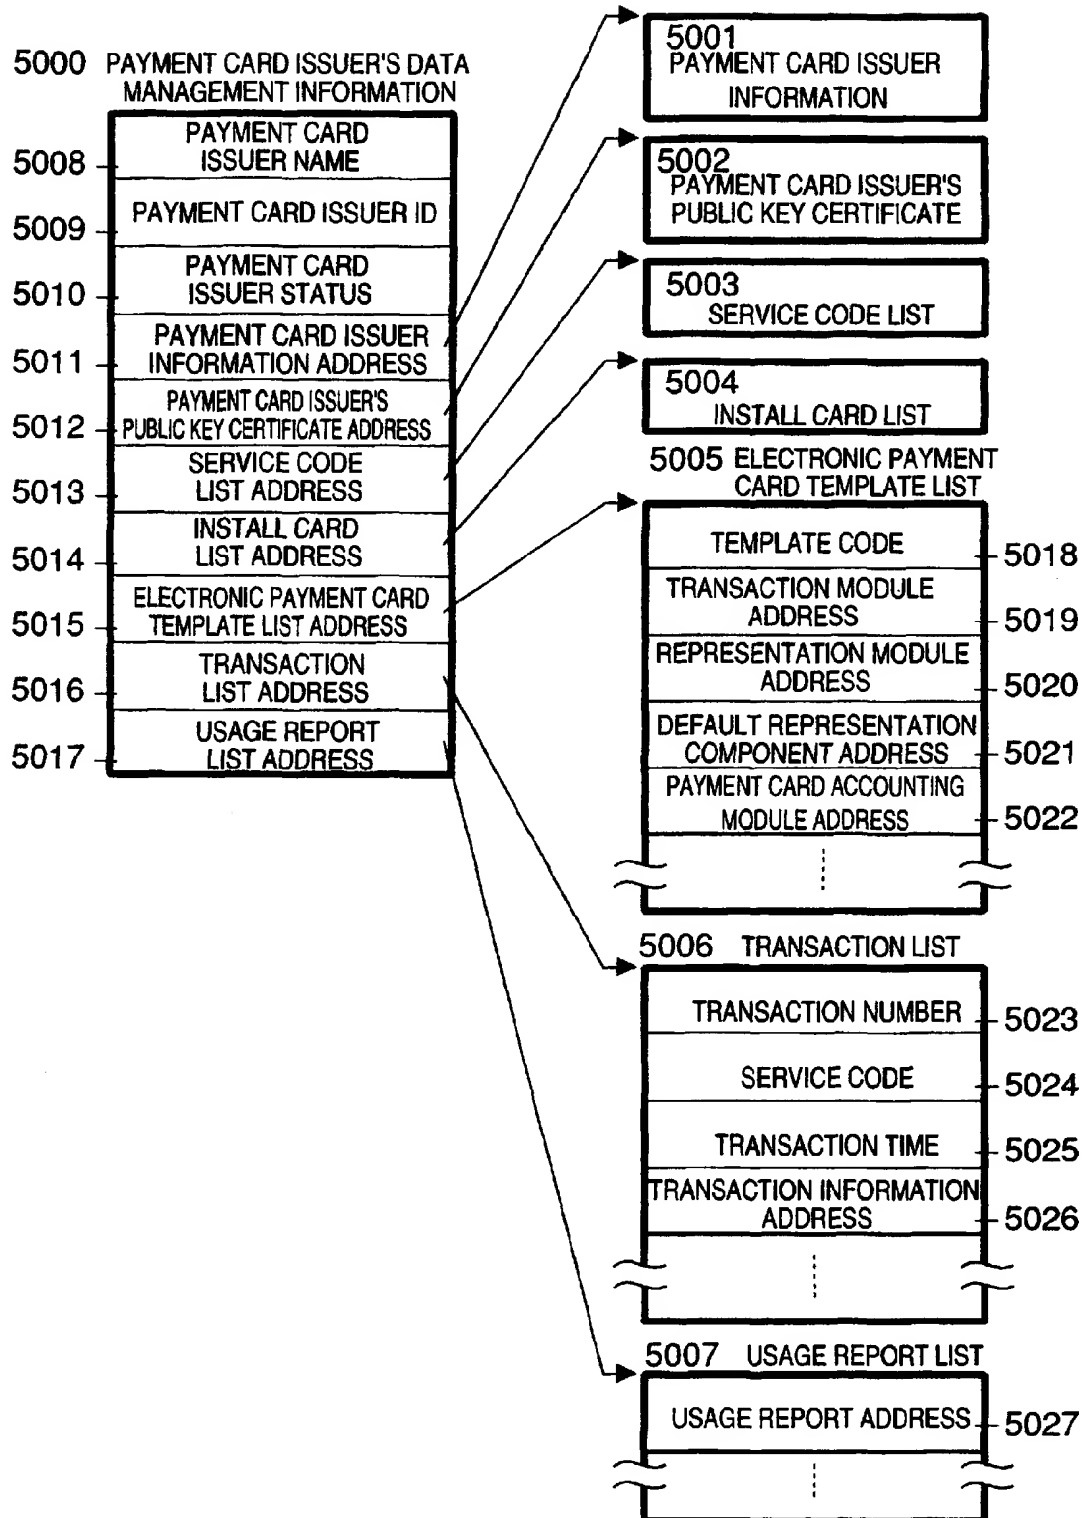 5000 PAYMENT CARD ISSUER'S DATA
MANAGEMENT INFORMATION
PAYMENT CARD
ISSUER NAME
5008
PAYMENT CARD ISSUER ID
5009
PAYMENT CARD
ISSUER STATUS
5010
PAYMENT CARD ISSUER
INFORMATION ADDRESS
5011
PAYMENT CARD ISSUER'S
PUBLIC KEY CERTIFICATE ADDRESS
5012
SERVICE CODE
LIST ADDRESS
5013
INSTALL CARD
LIST ADDRESS
5014
ELECTRONIC PAYMENT CARD
TEMPLATE LIST ADDRESS
5015
TRANSACTION
LIST ADDRESS
5016
USAGE REPORT
LIST ADDRESS
5017
5001
PAYMENT CARD ISSUER
INFORMATION
5002
PAYMENT CARD ISSUER'S
PUBLIC KEY CERTIFICATE
5003
SERVICE CODE LIST
5004
INSTALL CARD LIST
5005 ELECTRONIC PAYMENT
CARD TEMPLATE LIST
TEMPLATE CODE
5018
TRANSACTION MODULE
ADDRESS
5019
REPRESENTATION MODULE
ADDRESS
5020
DEFAULT REPRESENTATION
COMPONENT ADDRESS
5021
PAYMENT CARD ACCOUNTING
MODULE ADDRESS
5022
5006 TRANSACTION LIST
TRANSACTION NUMBER
5023
SERVICE CODE
5024
TRANSACTION TIME
5025
TRANSACTION INFORMATION
ADDRESS
5026
5007 USAGE REPORT LIST
USAGE REPORT ADDRESS
5027